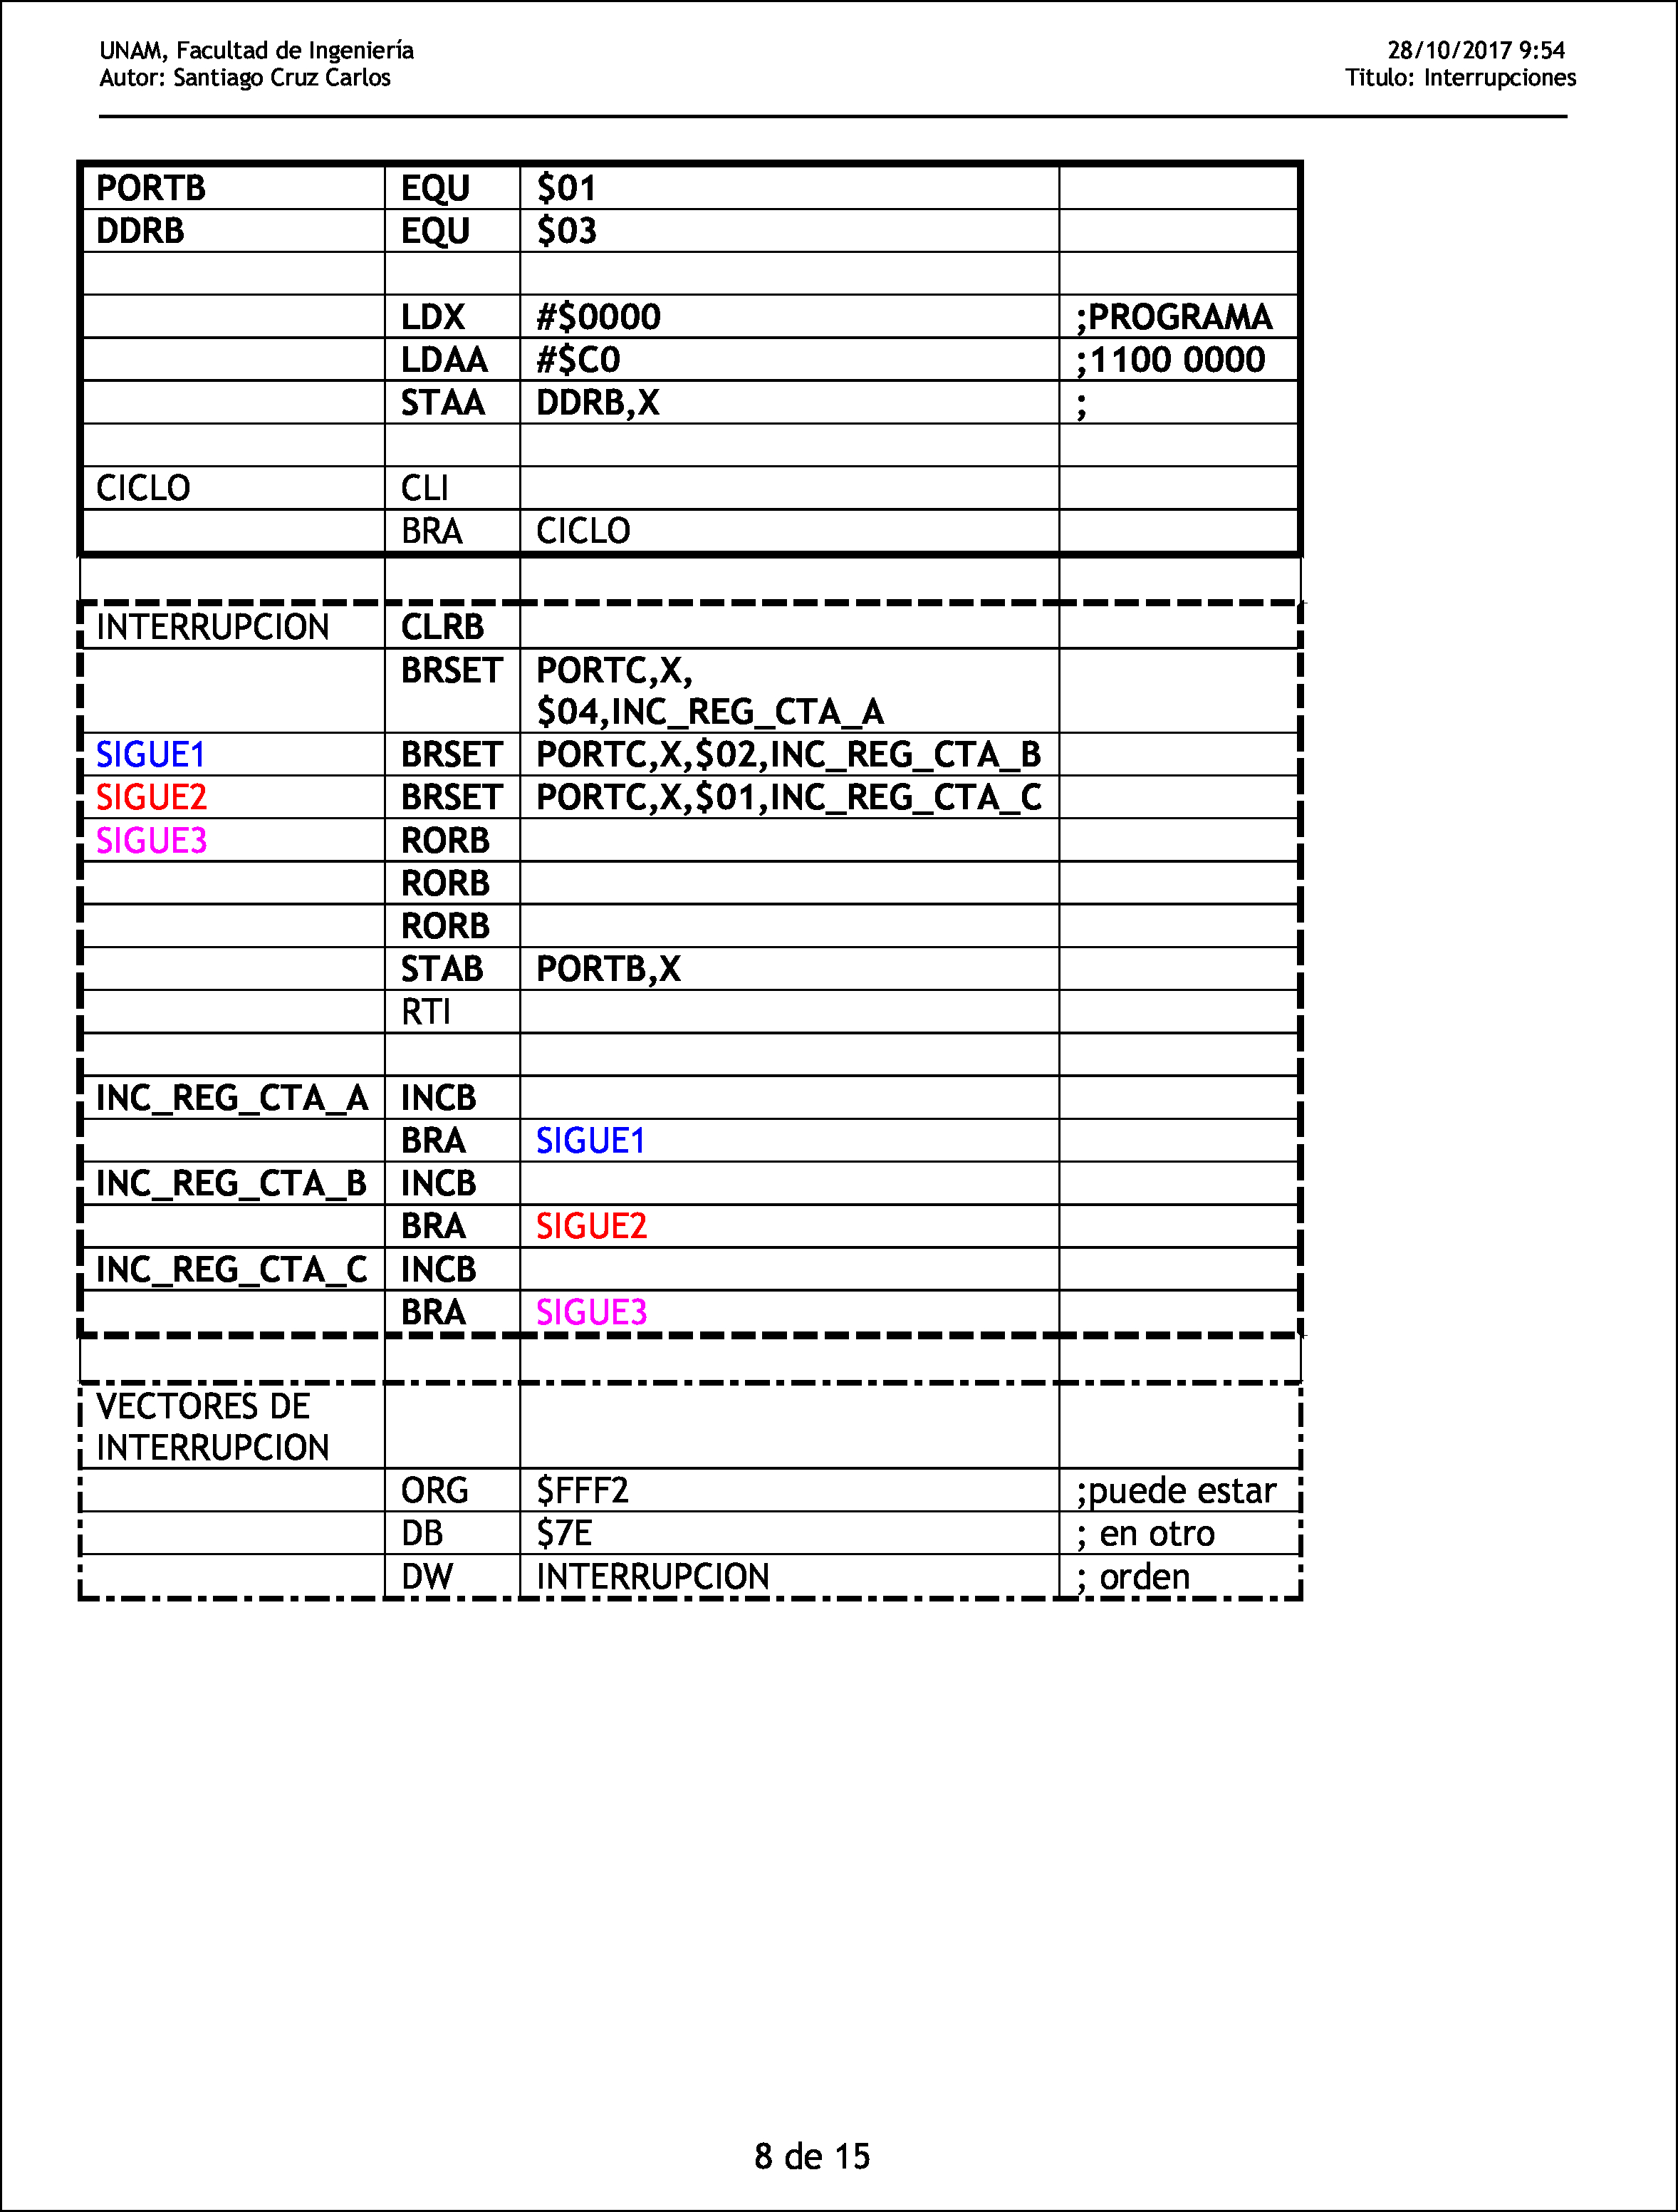 UNAM, Facultad de Ingeniería 28/10/2017 9:54
Autor: Santiago Cruz Carlos Titulo: Interrupciones
PORTB EQU $01
DDRB EQU $03
LDX #$0000 ;PROGRAMA
LDAA #$C0 ;1100 0000
STAA DDRB,X ;
CICLO CLI
BRA CICLO
INTERRUPCION CLRB
BRSET PORTC,X,
$04,INC_REG_CTA_A
SIGUE1 BRSET PORTC,X,$02,INC_REG_CTA_B
SIGUE2 BRSET PORTC,X,$01,INC_REG_CTA_C
SIGUE3 RORB
RORB
RORB
STAB PORTB,X
RTI
INC_REG_CTA_A INCB
BRA SIGUE1
INC_REG_CTA_B INCB
BRA SIGUE2
INC_REG_CTA_C INCB
BRA SIGUE3
VECTORES DE
INTERRUPCION
ORG $FFF2 ;puede estar
DB $7E ; en otro
DW INTERRUPCION ; orden
8 de 15